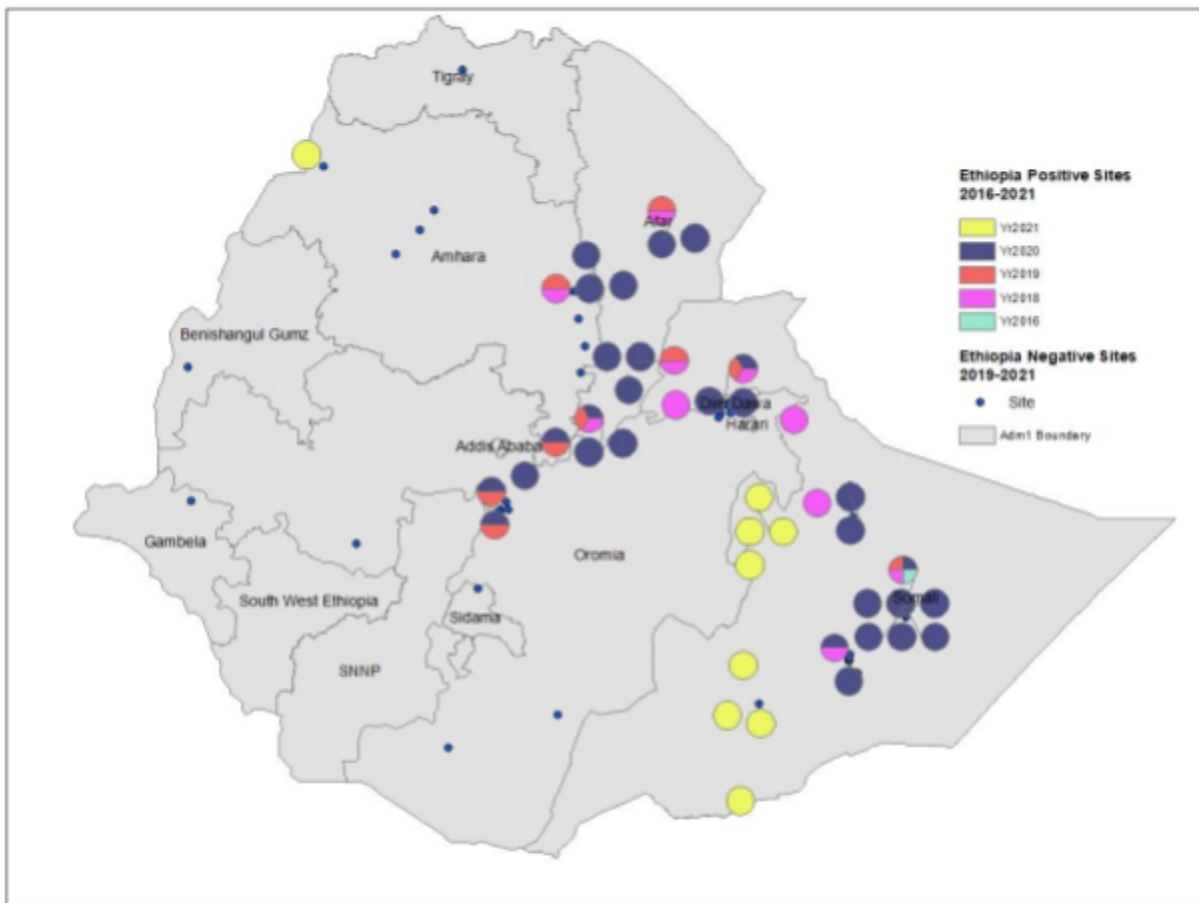 Tigray
Afar
Amhara
Benishangul Gumz
Dire Dawa
Harari
Addis Ababa
Gambela
Oromia
South West Ethiopia
Somali
Sidama
SNNP
Ethiopia Positive Sites
2016-2021
Yr2021
Yr2020
Yr2019
Yr2018
Yr2016
Ethiopia Negative Sites
2019-2021
Site
Adm1 Boundary